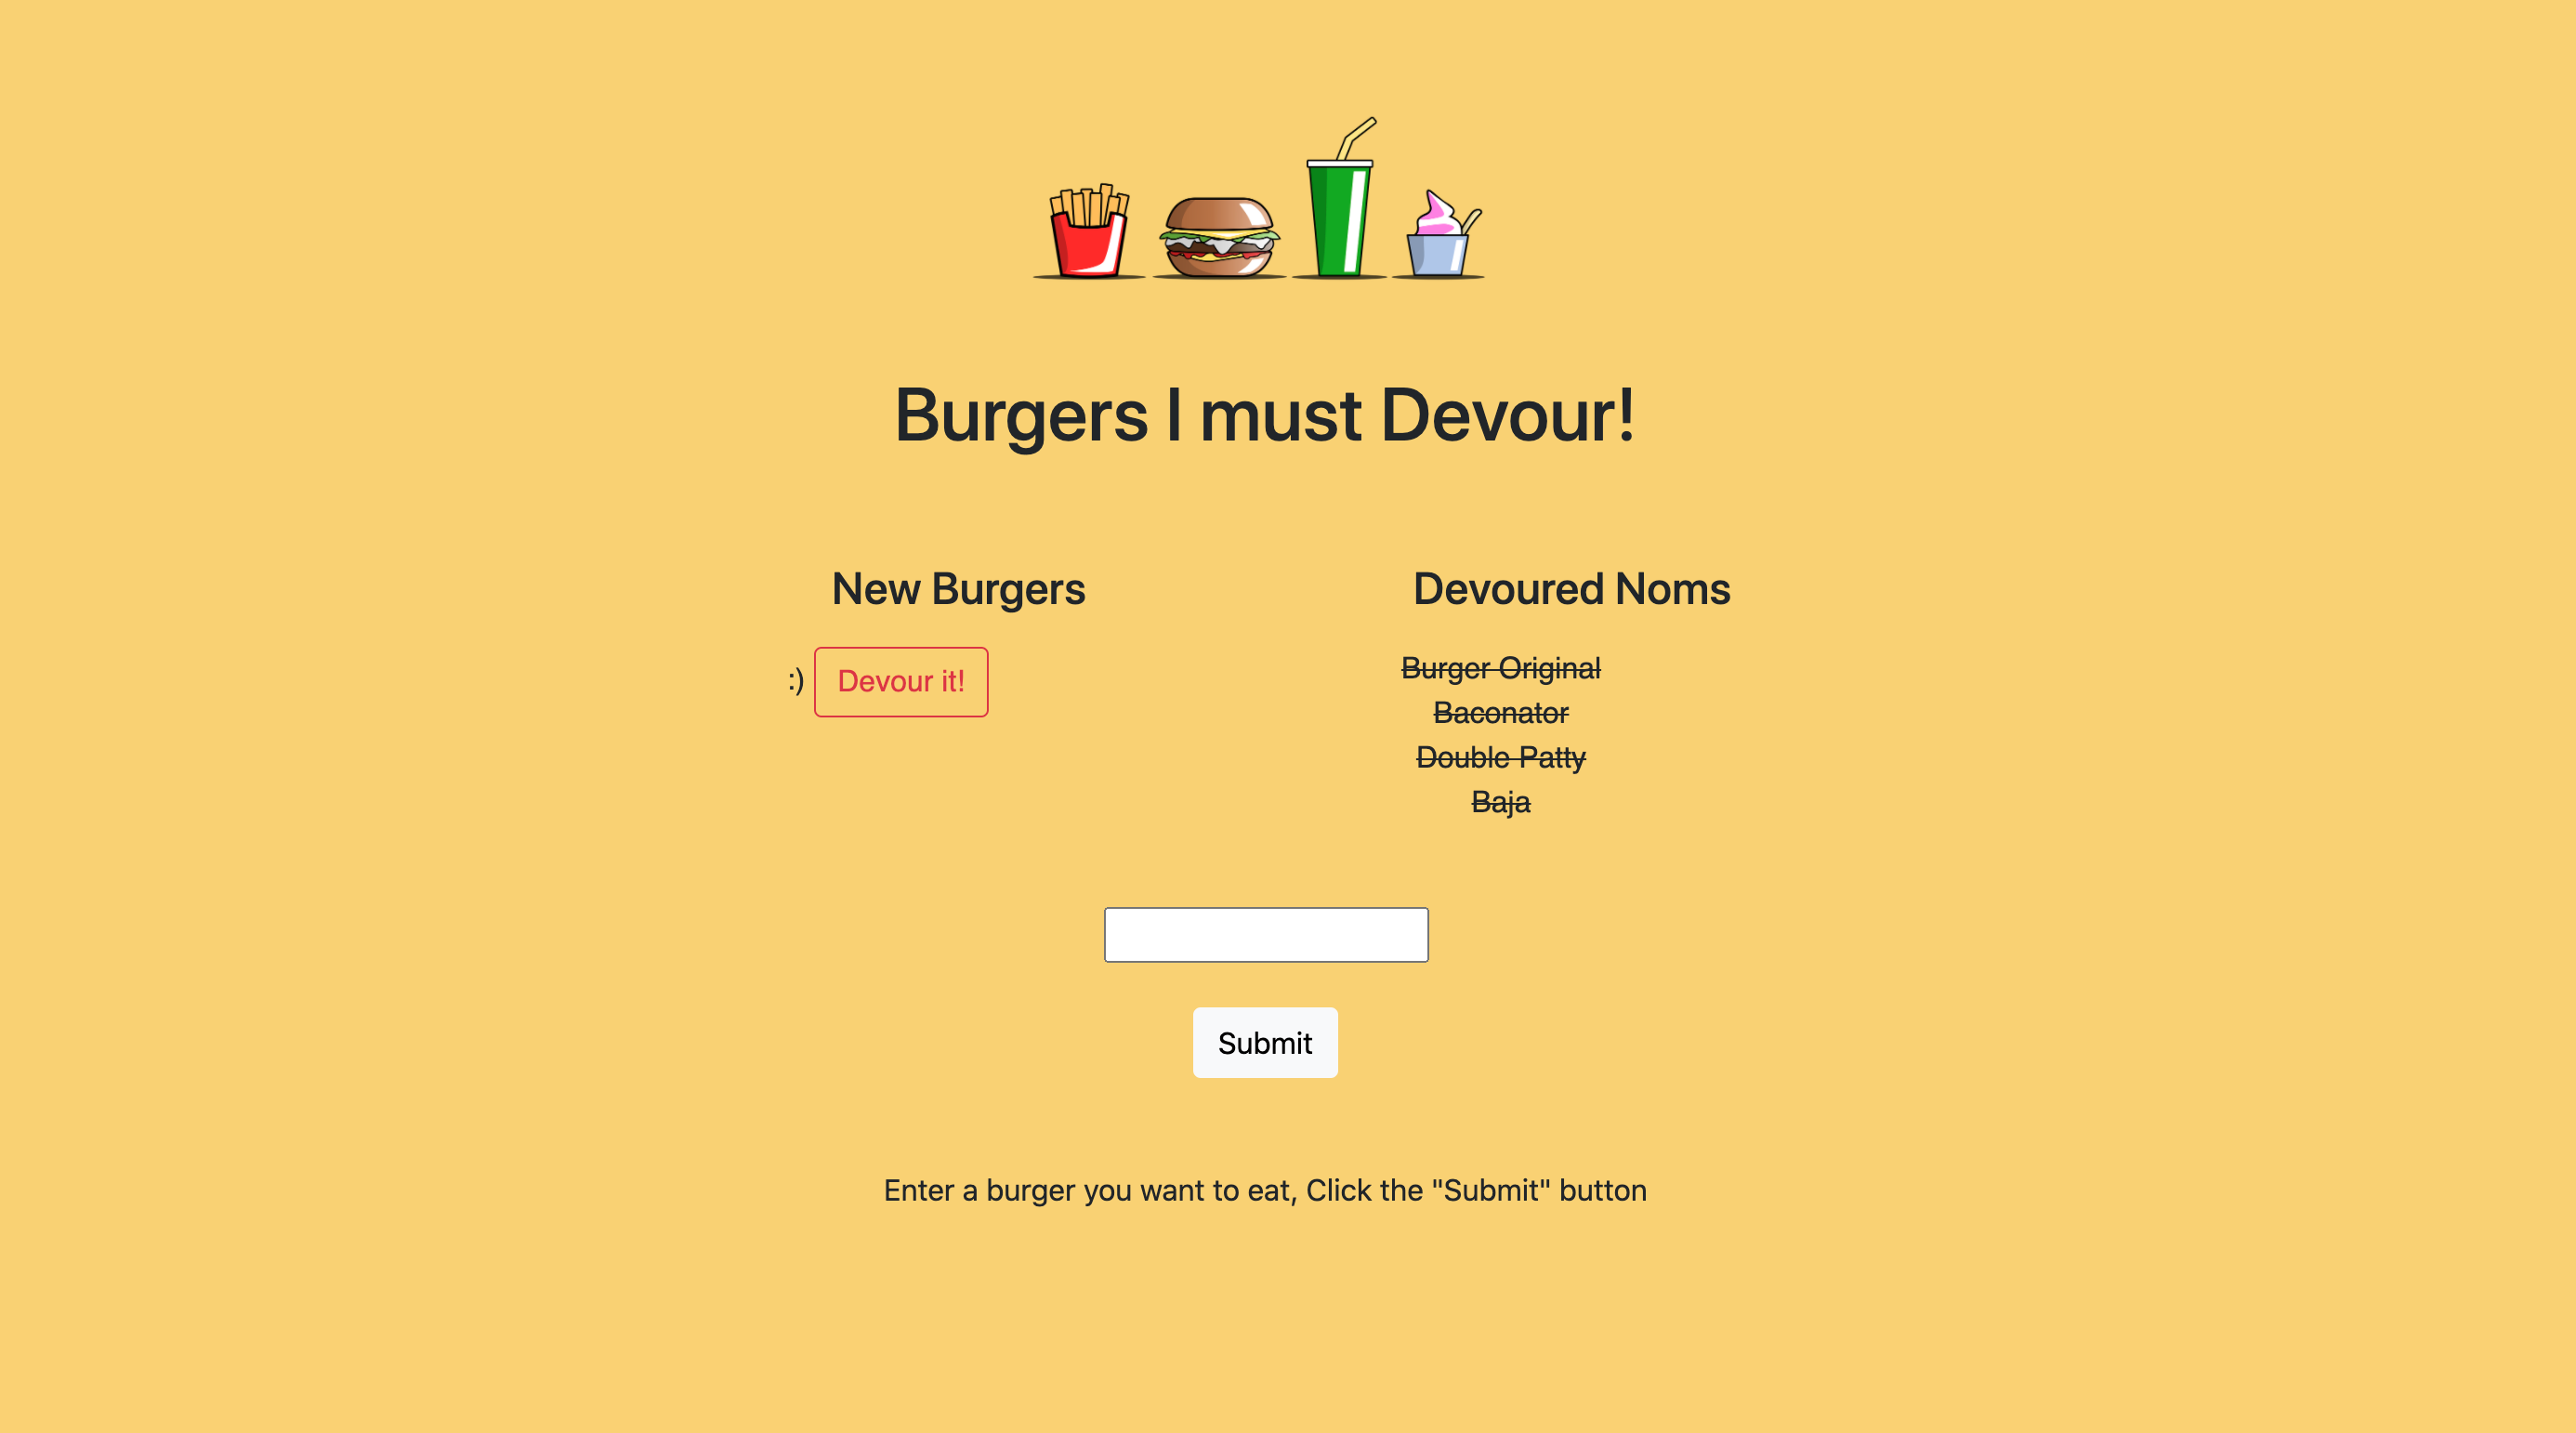 Burgers I must Devour!
New Burgers
:) Devour it!
Devoured Noms
Burger Original
Baconator
Double Patty
Baja
Submit
Enter a burger you want to eat, Click the "Submit" button